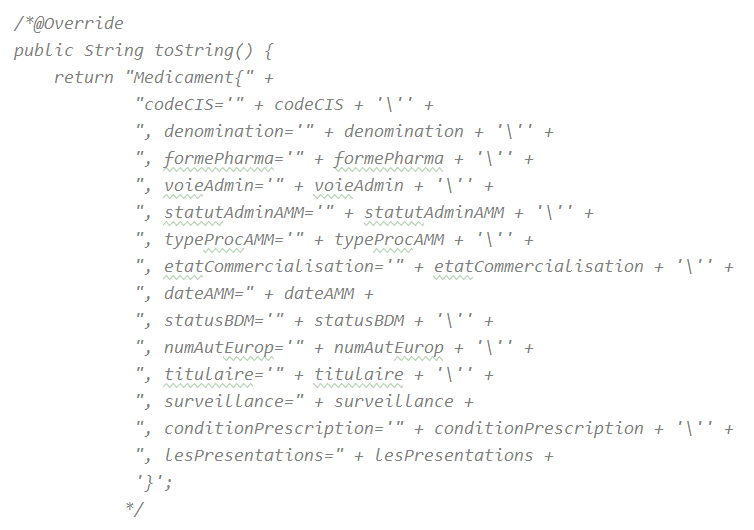 /*@Override
public String toString() {
    return "Medicament{" +
            "codeCIS='" + codeCIS + '\'' +
            ", denomination='" + denomination + '\'' +
            ", formePharma='" + formePharma + '\'' +
            ", voieAdmin='" + voieAdmin + '\'' +
            ", statutAdminAMM='" + statutAdminAMM + '\'' +
            ", typeProcAMM='" + typeProcAMM + '\'' +
            ", etatCommercialisation='" + etatCommercialisation + '\'' +
            ", dateAMM=" + dateAMM +
            ", statusBDM='" + statusBDM + '\'' +
            ", numAutEurop='" + numAutEurop + '\'' +
            ", titulaire='" + titulaire + '\'' +
            ", surveillance=" + surveillance +
            ", conditionPrescription='" + conditionPrescription + '\'' +
            ", lesPresentations=" + lesPresentations +
            '}';
           */